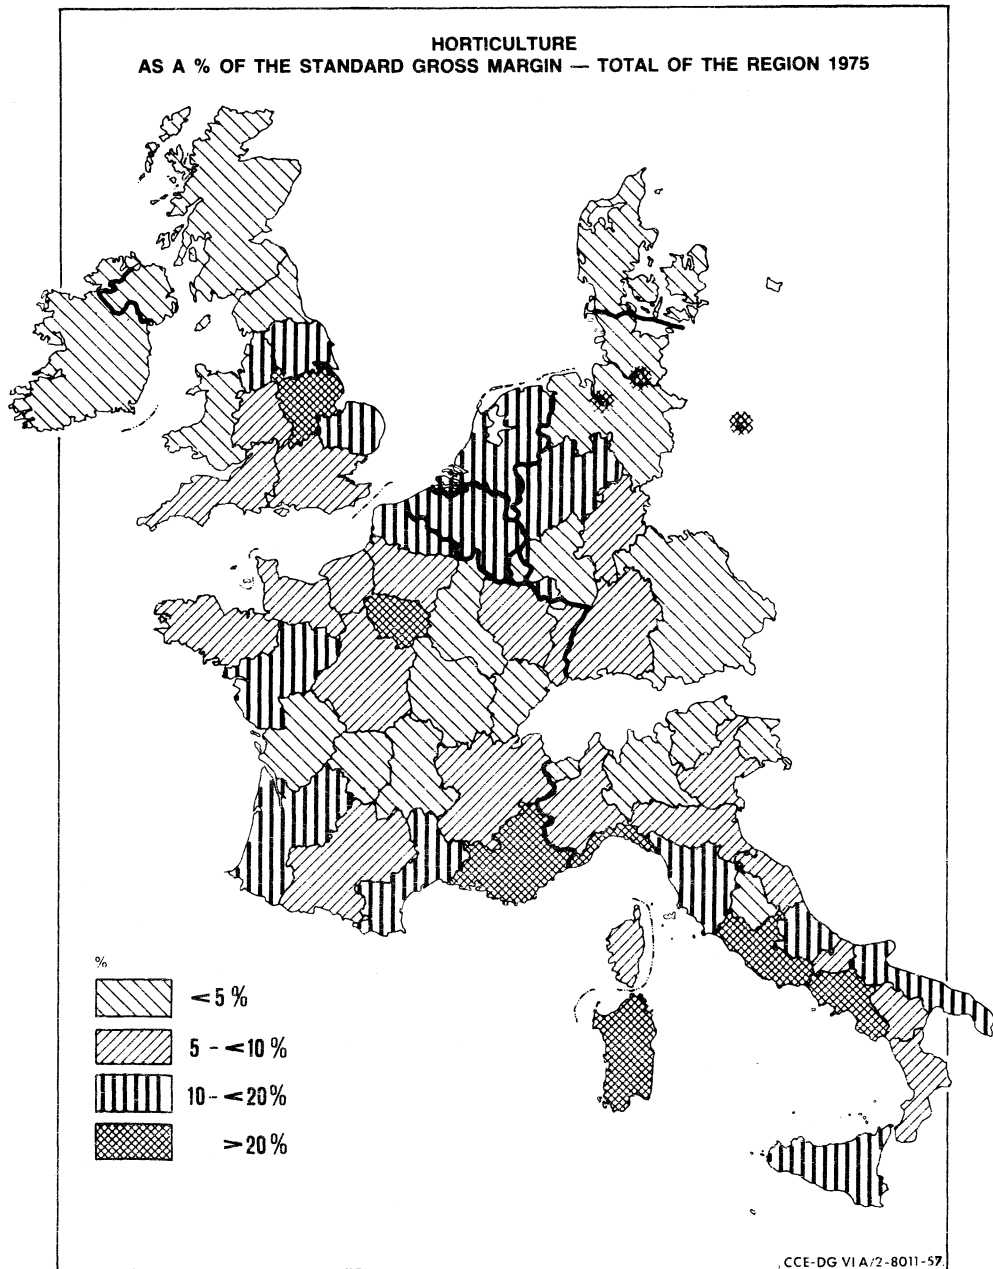 HORTICULTURE
AS A % OF THE STANDARD GROSS MARGIN — TOTAL OF THE REGION 1975
%
<5 %
5 - <10 %
10 - <20 %
>20 %
CCE-DG VI A/2-8011-57